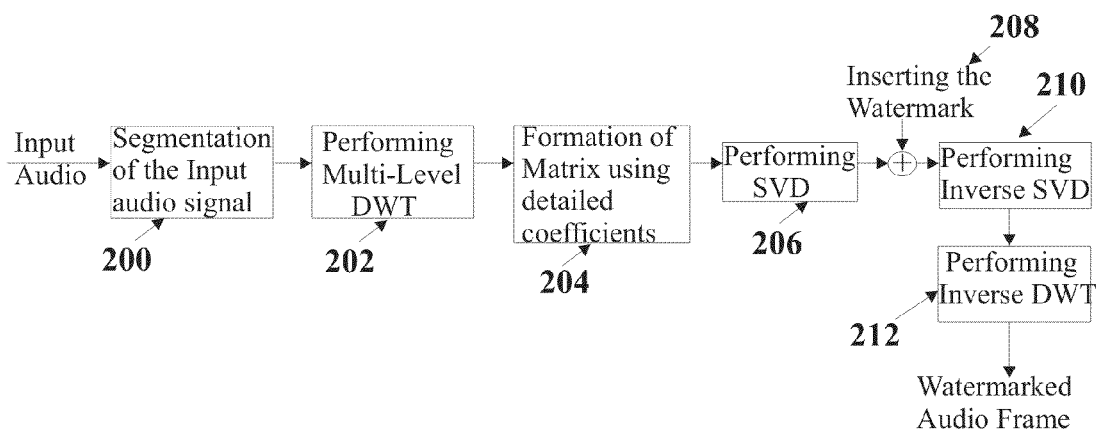 208
Inserting the
Watermark
210
Input
Audio
Segmentation
of the Input
audio signal
200
Performing
Multi-Level
DWT
202
Formation of
Matrix using
detailed
coefficients
204
Performing
SVD
206
Performing
Inverse SVD
Performing
Inverse DWT
212
Watermarked
Audio Frame